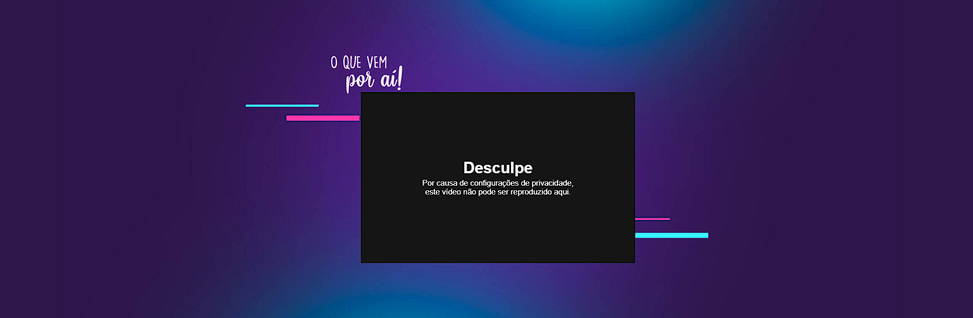 O QUE VEM
por aí!
Desculpe
Por causa de configurações de privacidade,
este vídeo não pode ser reproduzido aqui.